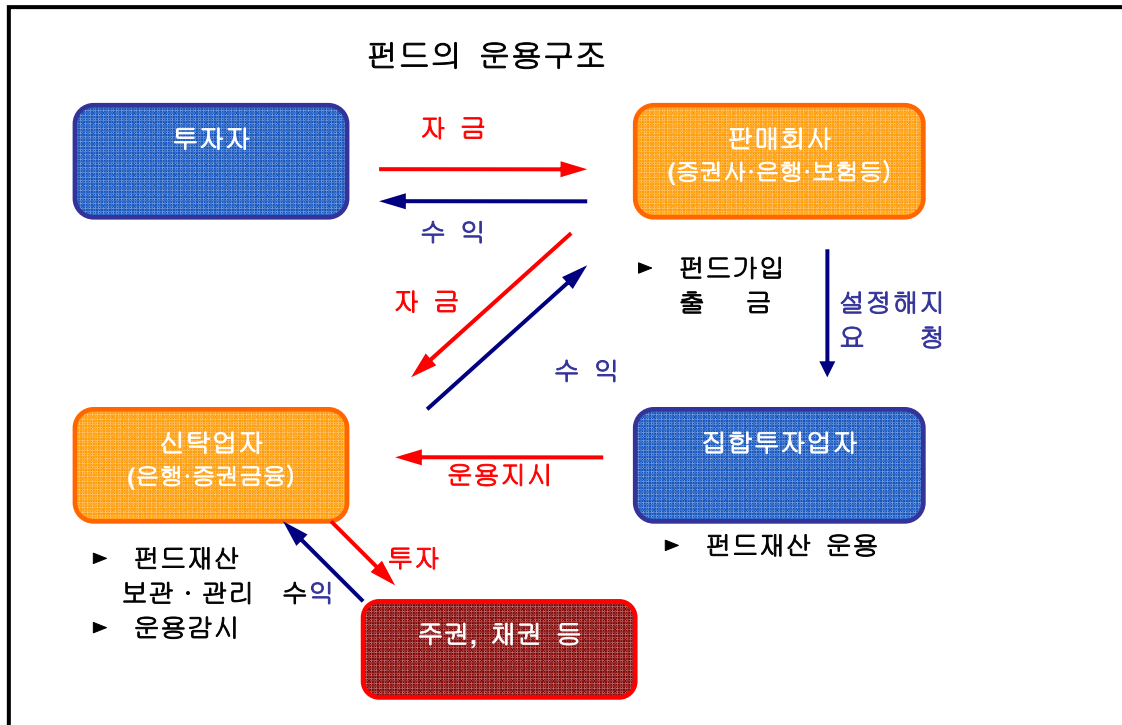 펀드의 운용구조
투자자
자 금
수 익
판매회사
(증권사·은행·보험등)
► 펀드가입
출 금
설정해지
요 청
자 금
수 익
신탁업자
(은행·증권금융)
운용지시
집합투자업자
► 펀드재산 운용
► 펀드재산
보관 · 관리
► 운용감시
수익
투자
주권, 채권 등